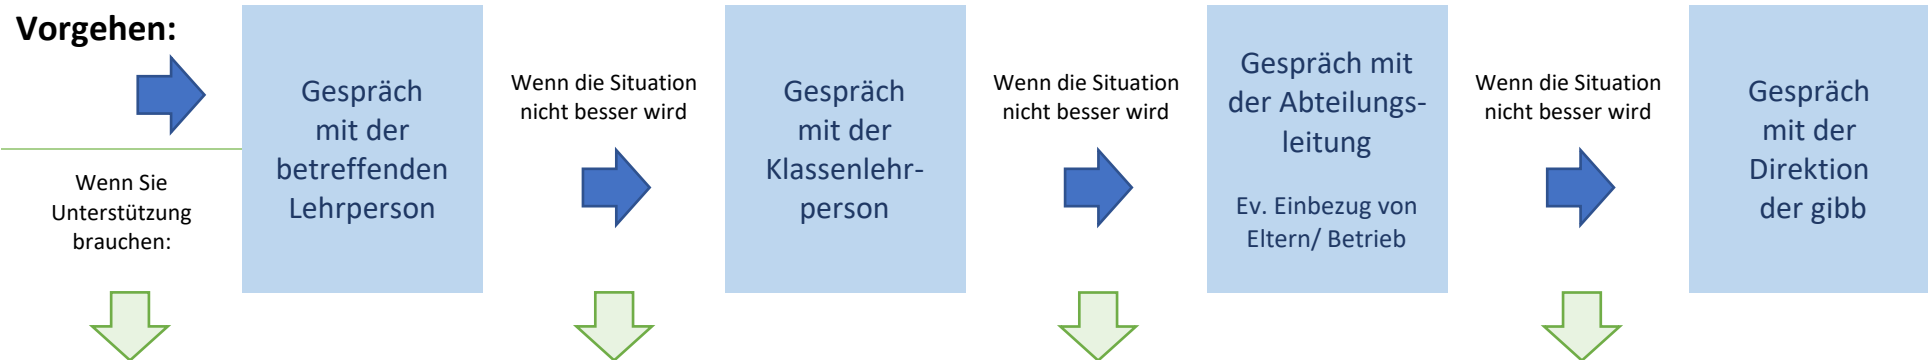 Vorgehen:
Wenn Sie
Unterstützung
brauchen:
Gespräch
mit der
betreffenden
Lehrperson
Wenn die Situation
nicht besser wird
Gespräch
mit der
Klassenlehr-
person
Wenn die Situation
nicht besser wird
Gespräch mit
der Abteilungs-
leitung
Ev. Einbezug von
Eltern/ Betrieb
Wenn die Situation
nicht besser wird
Gespräch
mit der
Direktion
der gibb